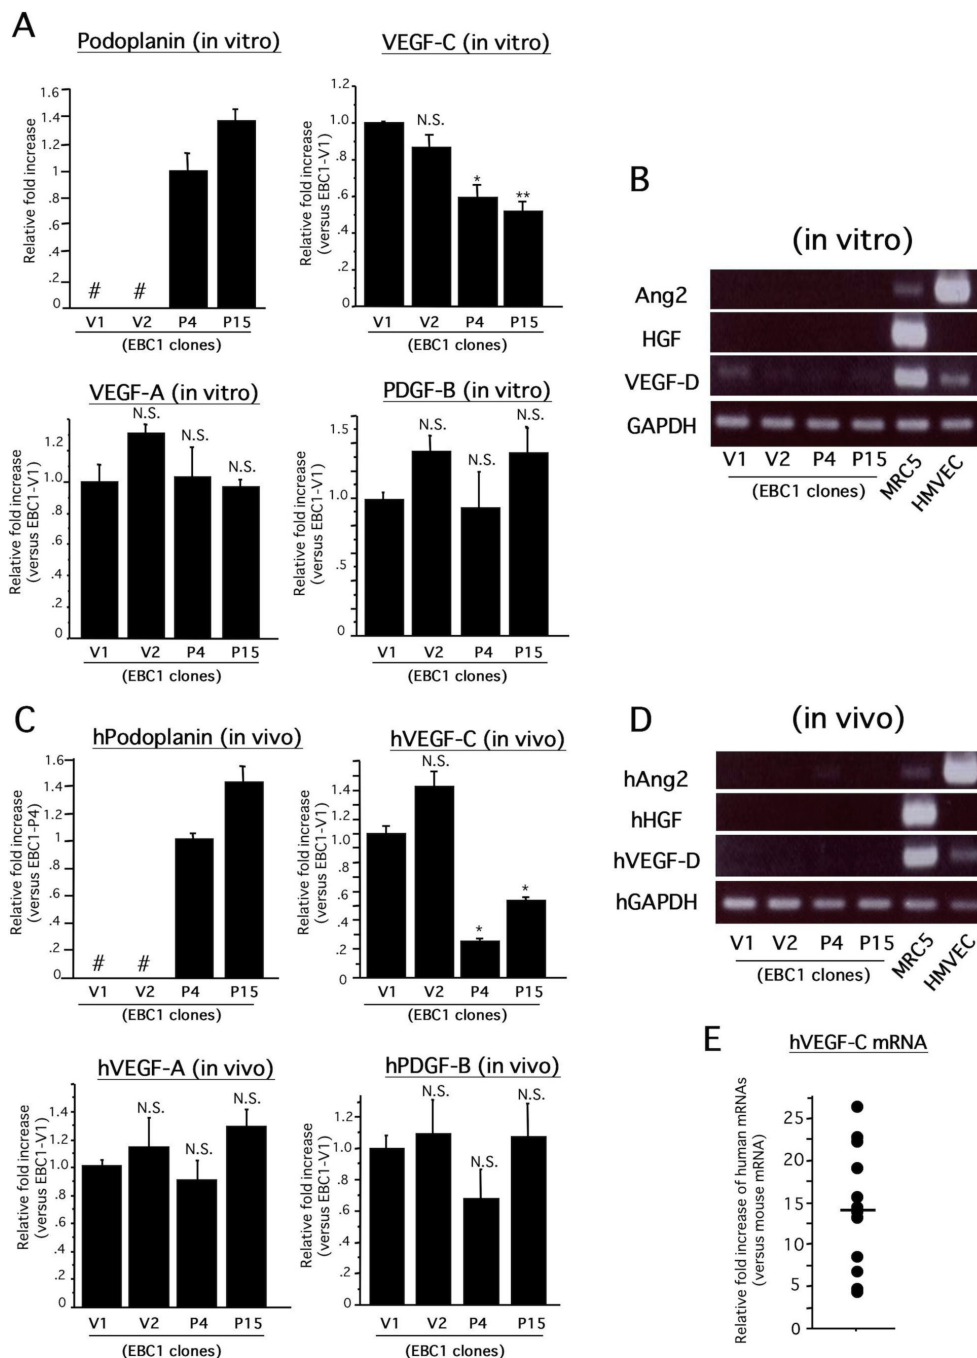 A
Podoplanin (in vitro)
Relative fold increase
(versus EBC1-V1)
1.6
1.4
1.2
1
.8
.6
.4
.2
0
#
#
V1 V2 P4 P15
(EBC1 clones)
VEGF-C (in vitro)
Relative fold increase
(versus EBC1-V1)
1.2
1.0
.8
.6
.4
.2
0
N.S.
*
**
V1 V2 P4 P15
(EBC1 clones)
VEGF-A (in vitro)
Relative fold increase
(versus EBC1-V1)
1.2
1.0
.8
.6
.4
.2
0
N.S.
N.S.
N.S.
V1 V2 P4 P15
(EBC1 clones)
PDGF-B (in vitro)
Relative fold increase
(versus EBC1-V1)
1.5
1.0
.5
0
N.S.
N.S.
N.S.
V1 V2 P4 P15
(EBC1 clones)
B
(in vitro)
Ang2
HGF
VEGF-D
GAPDH
V1 V2 P4 P15 MRC5 HMVEC
(EBC1 clones)
C
hPodoplanin (in vivo)
Relative fold increase
(versus EBC1-P4)
1.6
1.4
1.2
1
.8
.6
.4
.2
0
#
#
V1 V2 P4 P15
(EBC1 clones)
hVEGF-C (in vivo)
Relative fold increase
(versus EBC1-V1)
1.6
1.4
1.2
1.0
.8
.6
.4
.2
0
N.S.
*
*
V1 V2 P4 P15
(EBC1 clones)
hVEGF-A (in vivo)
Relative fold increase
(versus EBC1-V1)
1.4
1.2
1.0
.8
.6
.4
.2
0
N.S.
N.S.
N.S.
V1 V2 P4 P15
(EBC1 clones)
hPDGF-B (in vivo)
Relative fold increase
(versus EBC1-V1)
1.2
1.0
.8
.6
.4
.2
0
N.S.
N.S.
N.S.
V1 V2 P4 P15
(EBC1 clones)
D
(in vivo)
hAng2
hHGF
hVEGF-D
hGAPDH
V1 V2 P4 P15 MRC5 HMVEC
(EBC1 clones)
E
hVEGF-C mRNA
Relative fold increase of human mRNAs
(versus mouse mRNA)
25
20
15
10
5
0